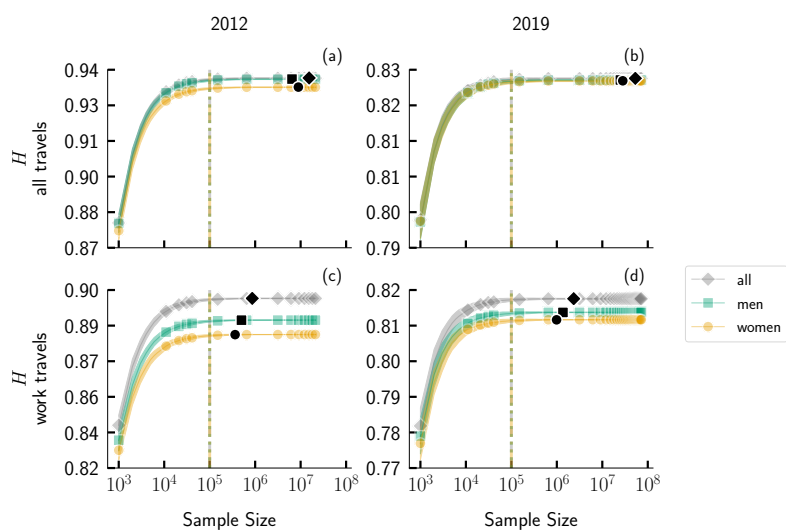 2012
2019
(a)
(b)
0.94
0.93
0.91
0.90
0.88
0.87
H
all travels
0.83
0.82
0.81
0.81
0.80
0.79
(c)
(d)
0.90
0.89
0.87
0.86
0.84
0.82
H
work travels
0.82
0.81
0.80
0.79
0.78
0.77
all
men
women
10³ 10⁴ 10⁵ 10⁶ 10⁷ 10⁸
10³ 10⁴ 10⁵ 10⁶ 10⁷ 10⁸
Sample Size
Sample Size